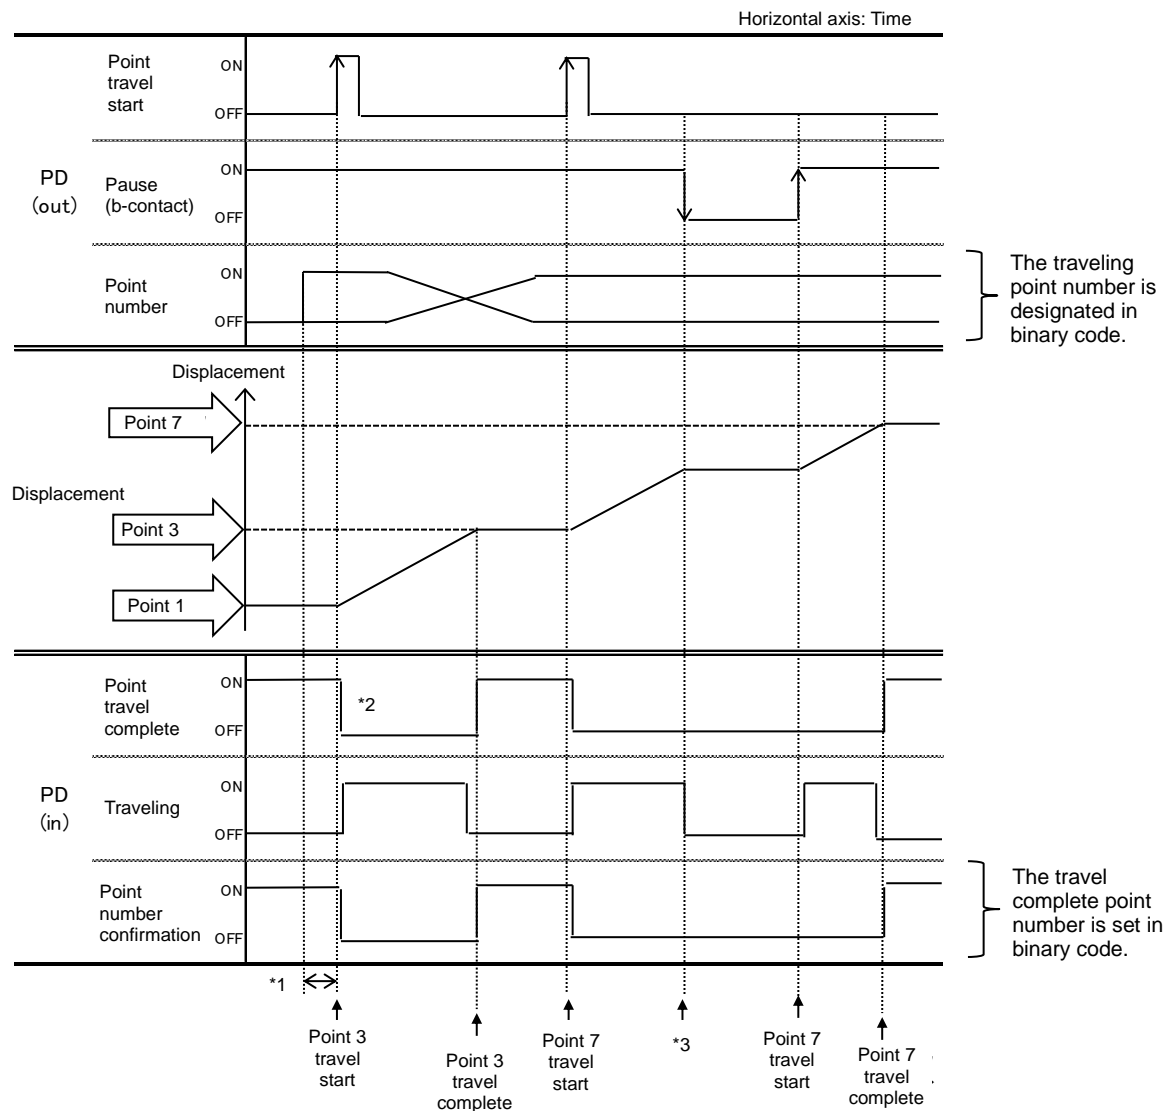 Horizontal axis: Time
Point
travel
start
ON
OFF
PD
(out)
Pause
(b-contact)
ON
OFF
Point
number
ON
OFF
The traveling
point number is
designated in
binary code.
Displacement
Point 7
Displacement
Point 3
Point 1
Point
travel
complete
ON
OFF
*2
PD
(in)
Traveling
ON
OFF
Point
number
confirmation
ON
OFF
The travel
complete point
number is set in
binary code.
*1
Point 3
travel
start
Point 3
travel
complete
Point 7
travel
start
*3
Point 7
travel
start
Point 7
travel
complete